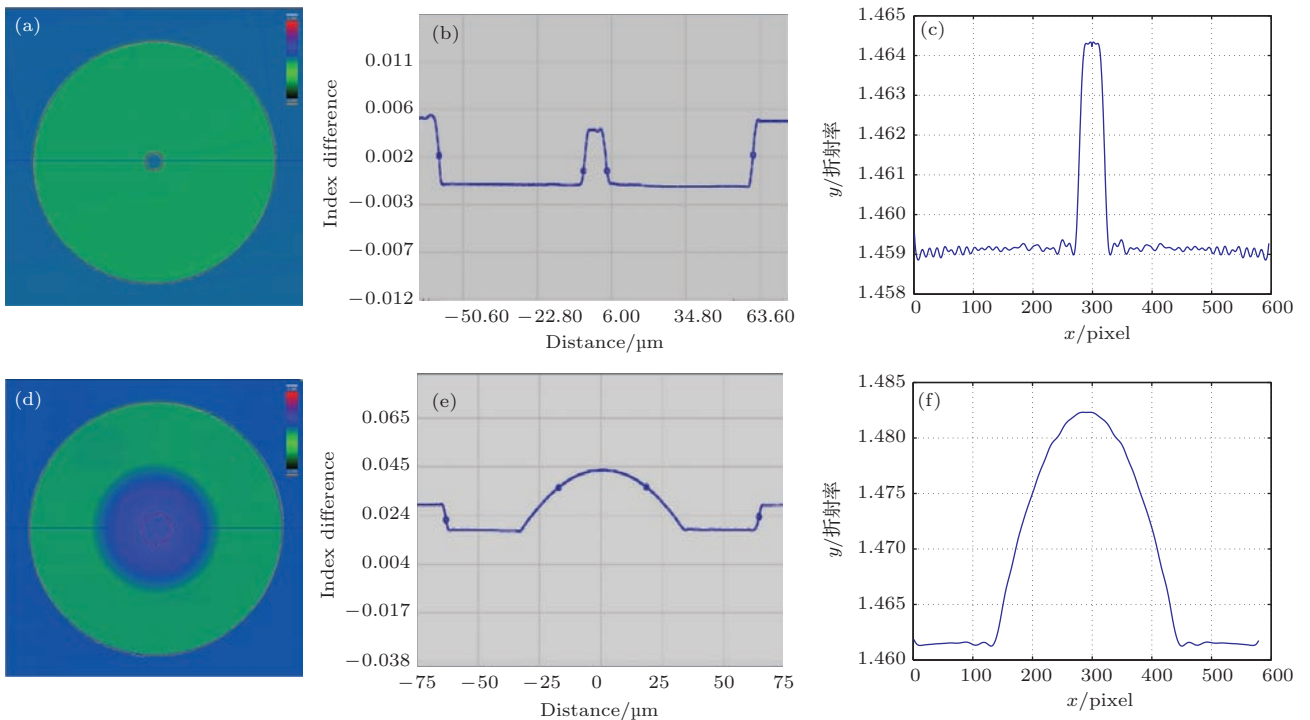 (a)
(b)
Index difference
0.011
0.006
0.002
−0.003
−0.007
−0.012
−50.60 −22.80 6.00 34.80 63.60
Distance/µm
(c)
y/折射率
1.465
1.464
1.463
1.462
1.461
1.460
1.459
1.458
0 100 200 300 400 500 600
x/pixel
(d)
(e)
Index difference
0.065
0.045
0.024
0.004
−0.017
−0.038
−75 −50 −25 0 25 50 75
Distance/µm
(f)
y/折射率
1.485
1.480
1.475
1.470
1.465
1.460
0 100 200 300 400 500 600
x/pixel